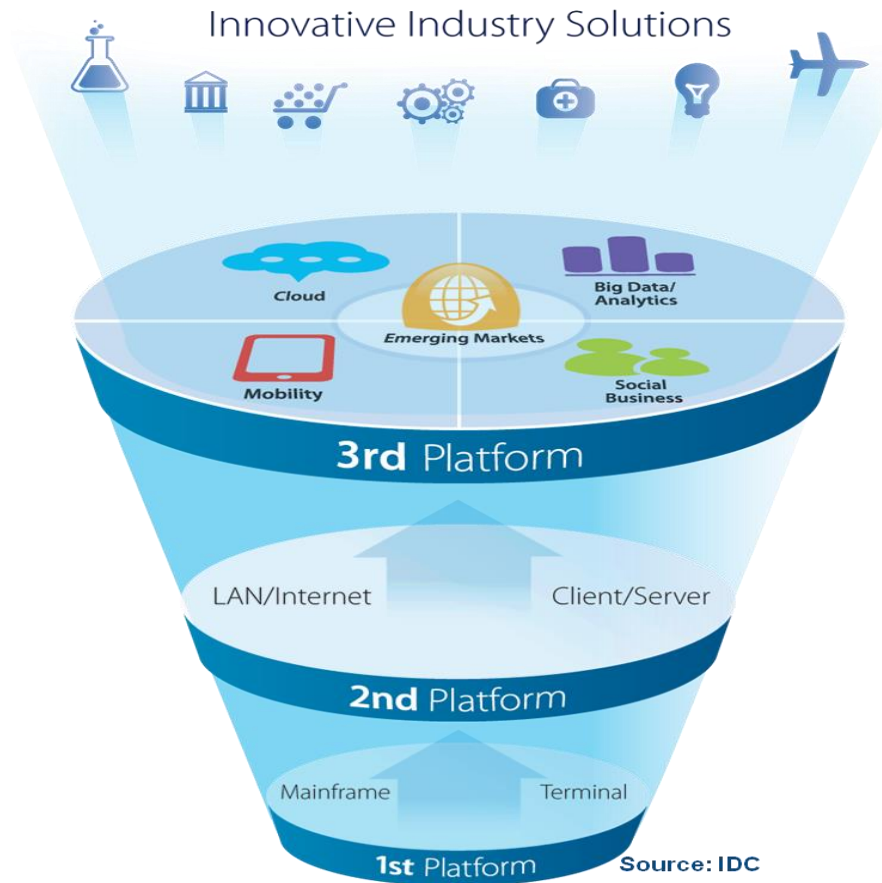 Innovative Industry Solutions
Cloud
Big Data/
Analytics
Emerging Markets
Mobility
Social
Business
3rd Platform
LAN/Internet
Client/Server
2nd Platform
Mainframe
Terminal
1st Platform
Source: IDC